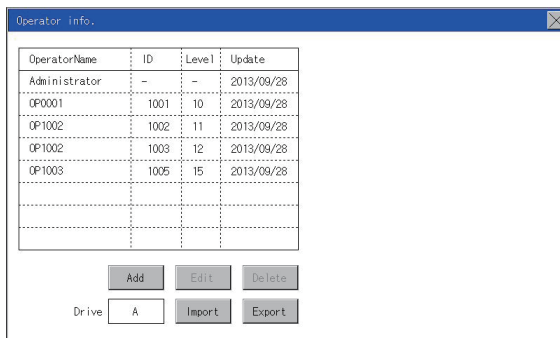 Operator info.
OperatorName ID Level Update
Administrator - - 2013/09/28
OP0001 1001 10 2013/09/28
OP1002 1002 11 2013/09/28
OP1002 1003 12 2013/09/28
OP1003 1005 15 2013/09/28
Add Edit Delete
Drive A Import Export